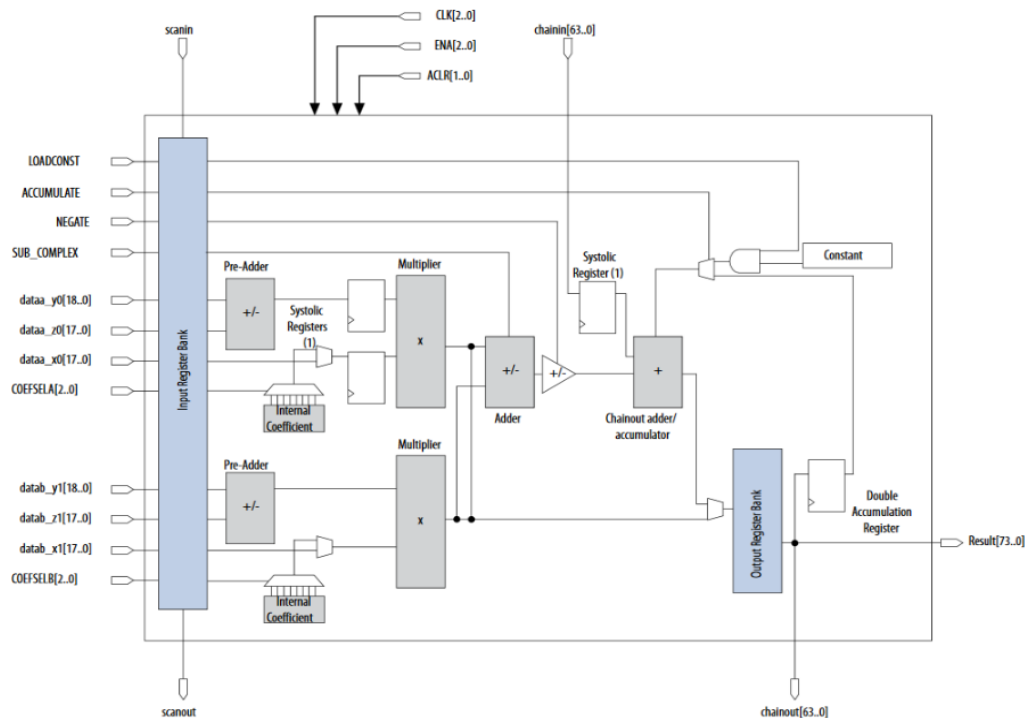 scanin
CLK[2..0]
ENA[2..0]
ACLR[1..0]
chainin[63..0]
LOADCONST
ACCUMULATE
NEGATE
SUB_COMPLEX
dataa_y0[18..0]
dataa_z0[17..0]
dataa_x0[17..0]
COEFSELA[2..0]
datab_y1[18..0]
datab_z1[17..0]
datab_x1[17..0]
COEFSELB[2..0]
Input Register Bank
Pre-Adder
+/-
Systolic
Registers
(1)
Internal
Coefficient
Multiplier
x
Pre-Adder
+/-
Internal
Coefficient
Multiplier
x
+/-
Adder
+/-
Systolic
Register (1)
+
Chainout adder/
accumulator
Constant
Output Register Bank
Double
Accumulation
Register
Result[73..0]
scanout
chainout[63..0]